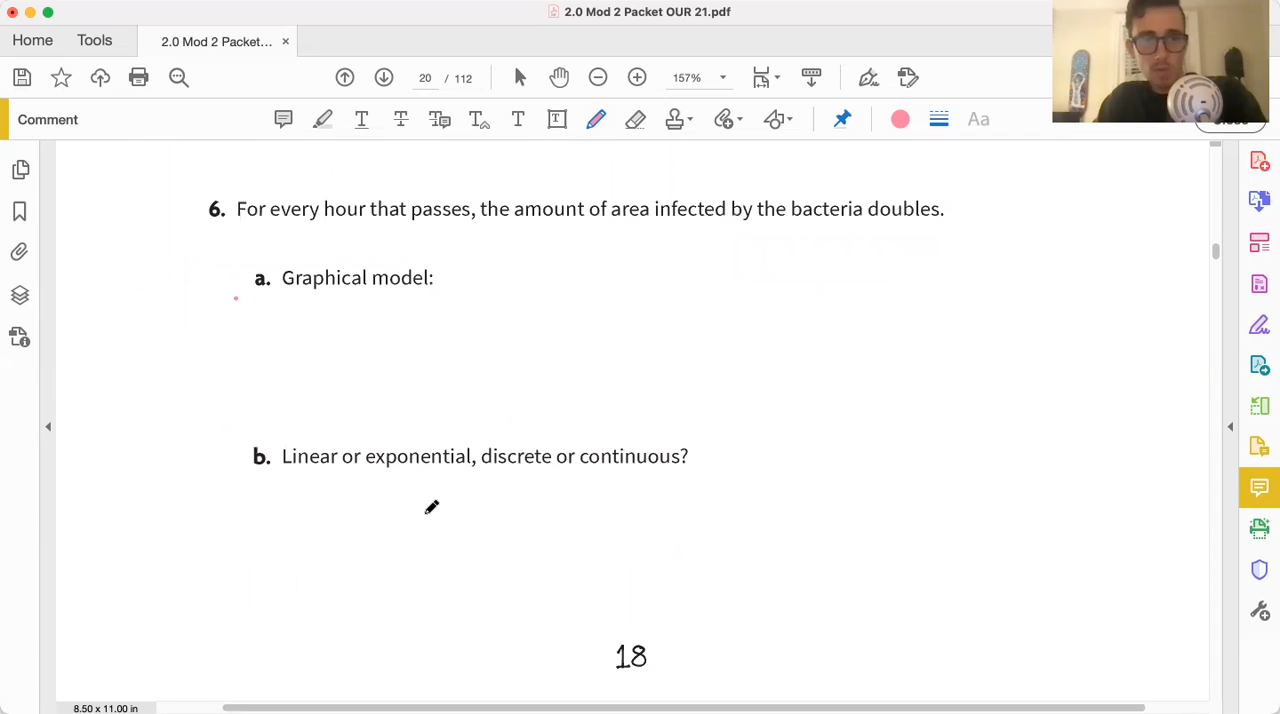 2.0 Mod 2 Packet OUR 21.pdf
Home Tools 2.0 Mod 2 Packet... ×
20 / 112 157%
Comment
Aa
6. For every hour that passes, the amount of area infected by the bacteria doubles.
a. Graphical model:
b. Linear or exponential, discrete or continuous?
18
8.50 x 11.00 in